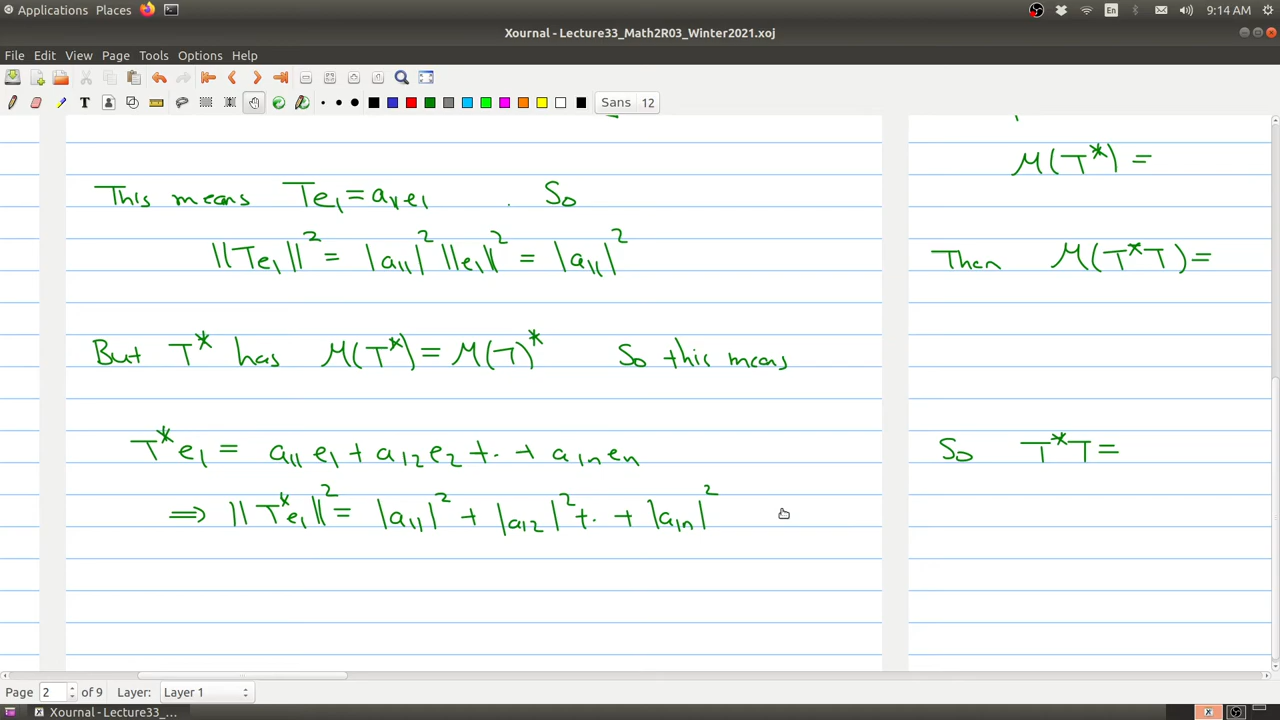 Applications Places En 9:14 AM
Xournal - Lecture33_Math2R03_Winter2021.xoj
File Edit View Page Tools Options Help
Sans 12
This means Te₁ = a₁₁e₁ . So
||Te₁||² = |a₁₁|² ||e₁||² = |a₁₁|²
But T* has M(T*) = M(T)* So this means
T*e₁ = a₁₁e₁ + a₁₂e₂ + .. + a₁ₙeₙ
⇒ ||T*e₁||² = |a₁₁|² + |a₁₂|² + .. + |a₁ₙ|²
M(T*) =
Then M(T*T) =
So T*T =
Page 2 of 9 Layer: Layer 1
Xournal - Lecture33_...